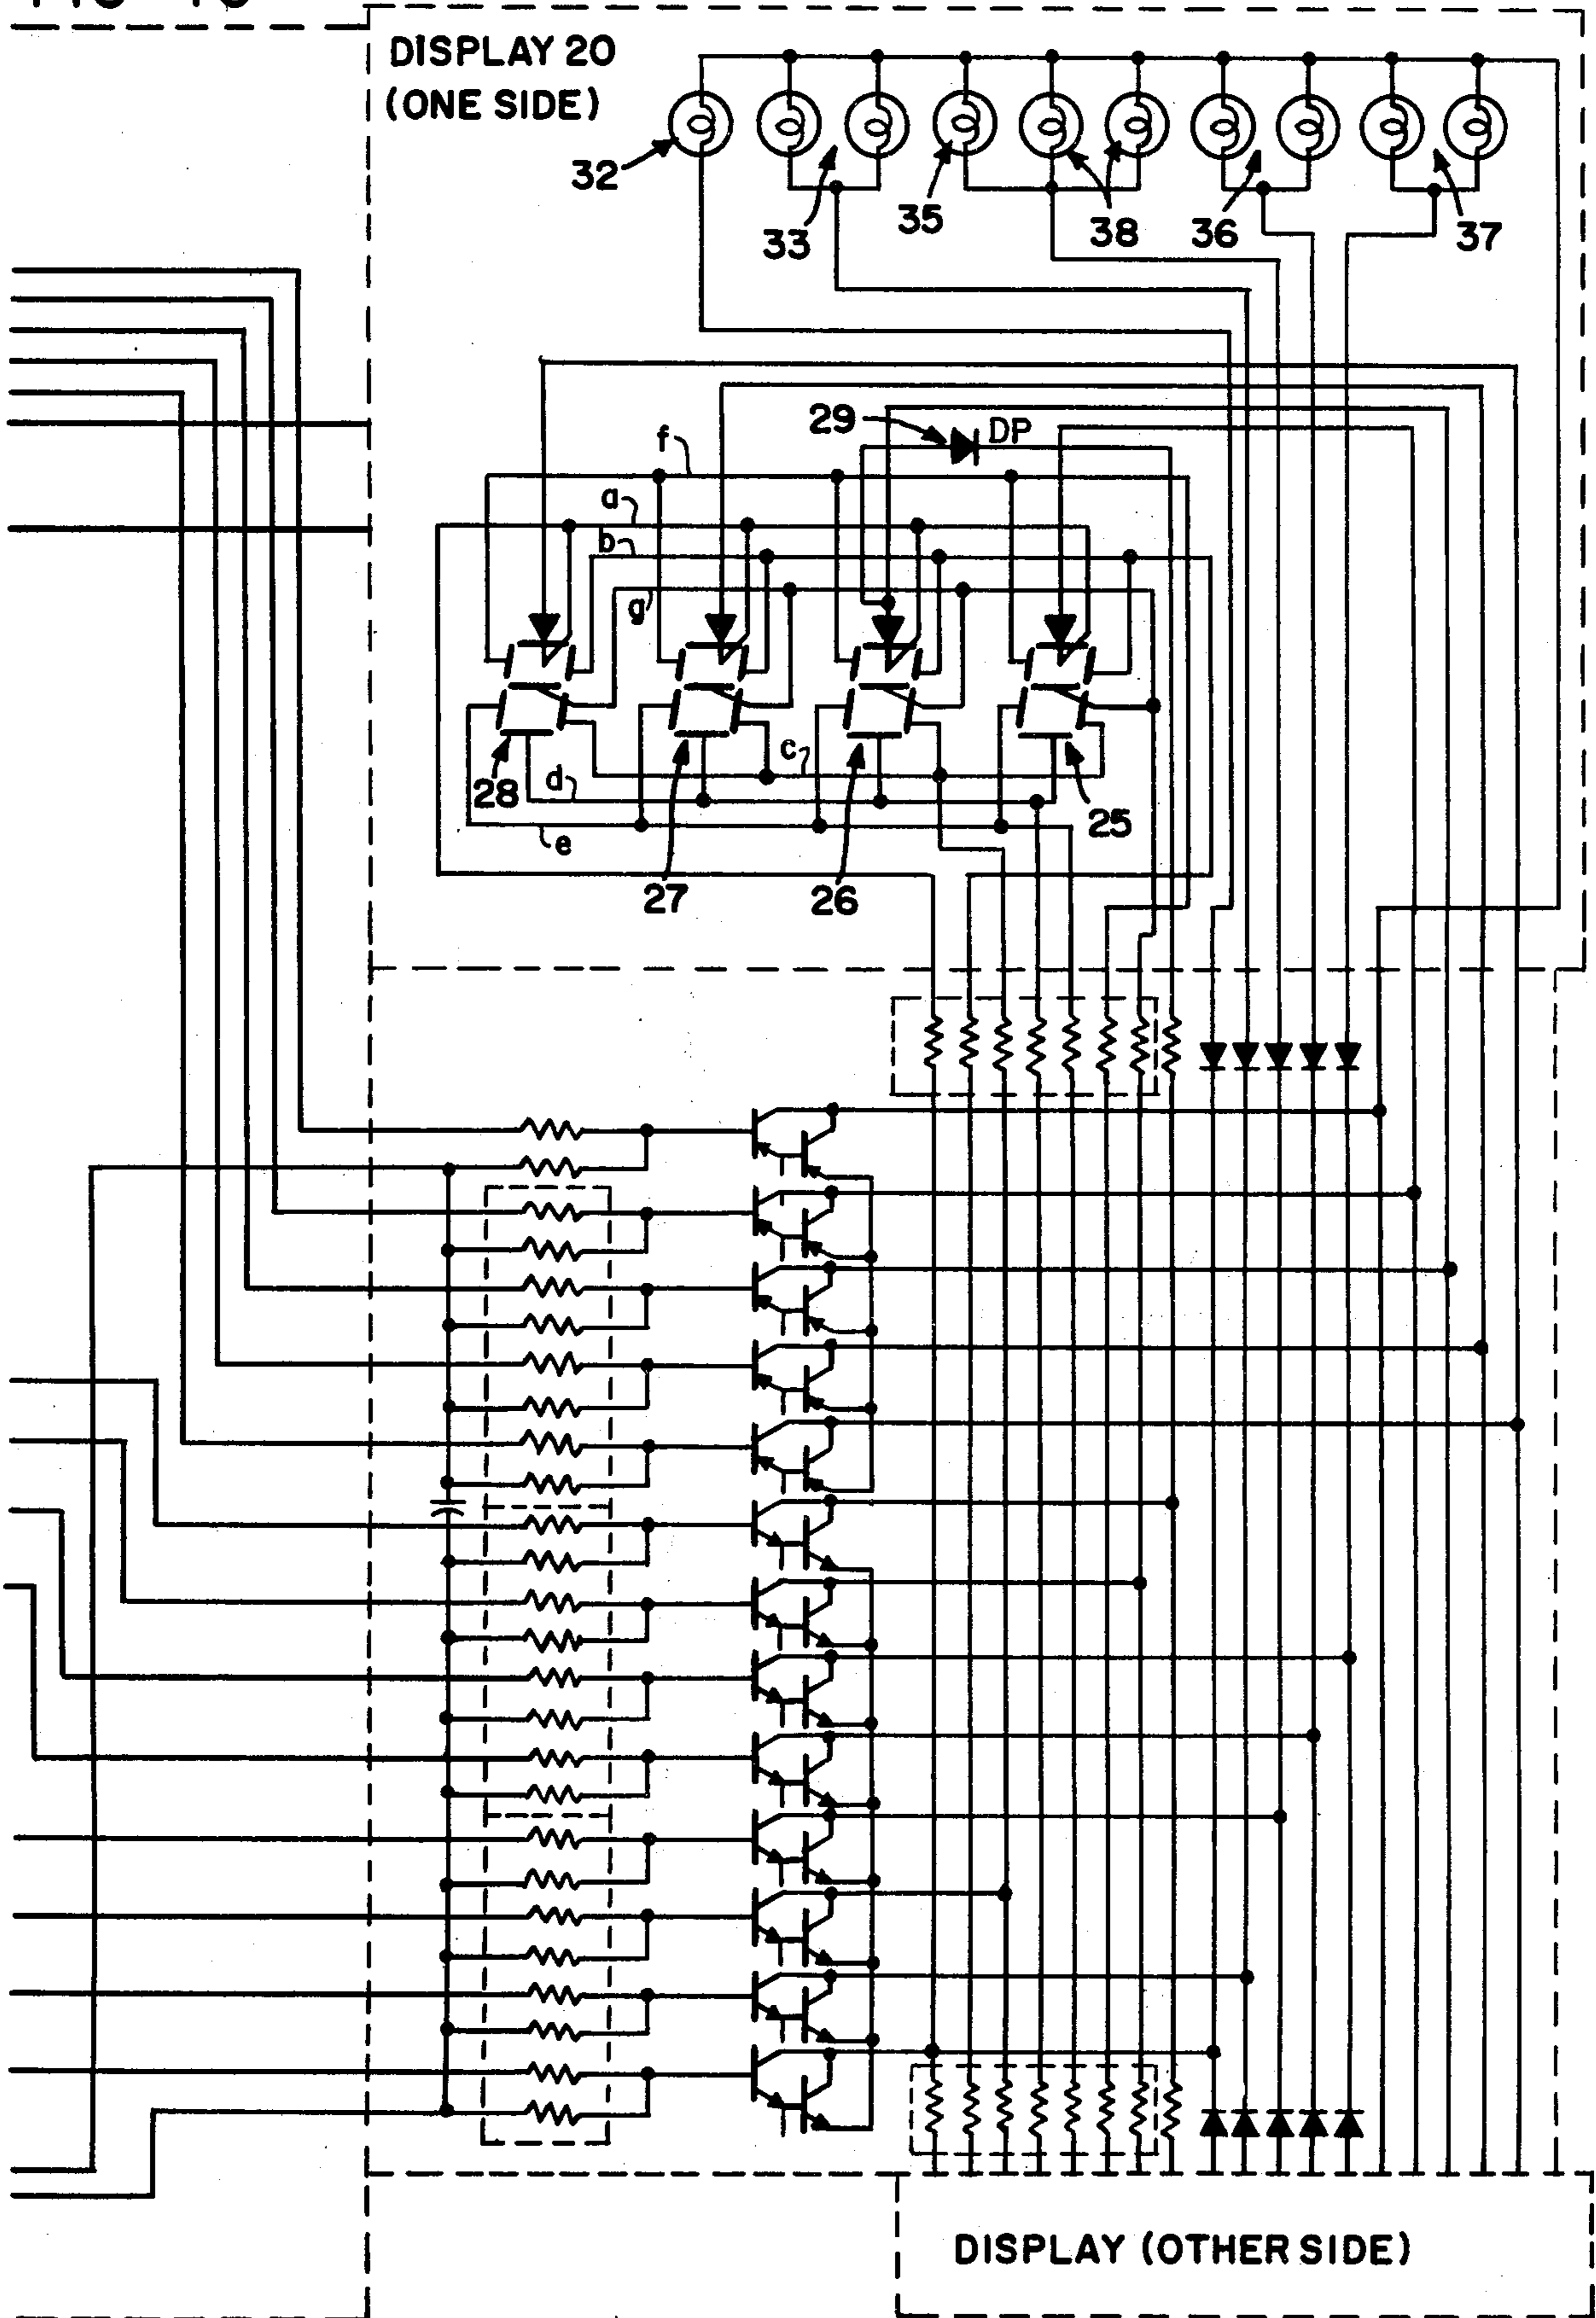 DISPLAY 20
(ONE SIDE)
32
33
35
38
36
37
29
DP
f
a
b
g
c
d
e
28
27
26
25
DISPLAY (OTHER SIDE)